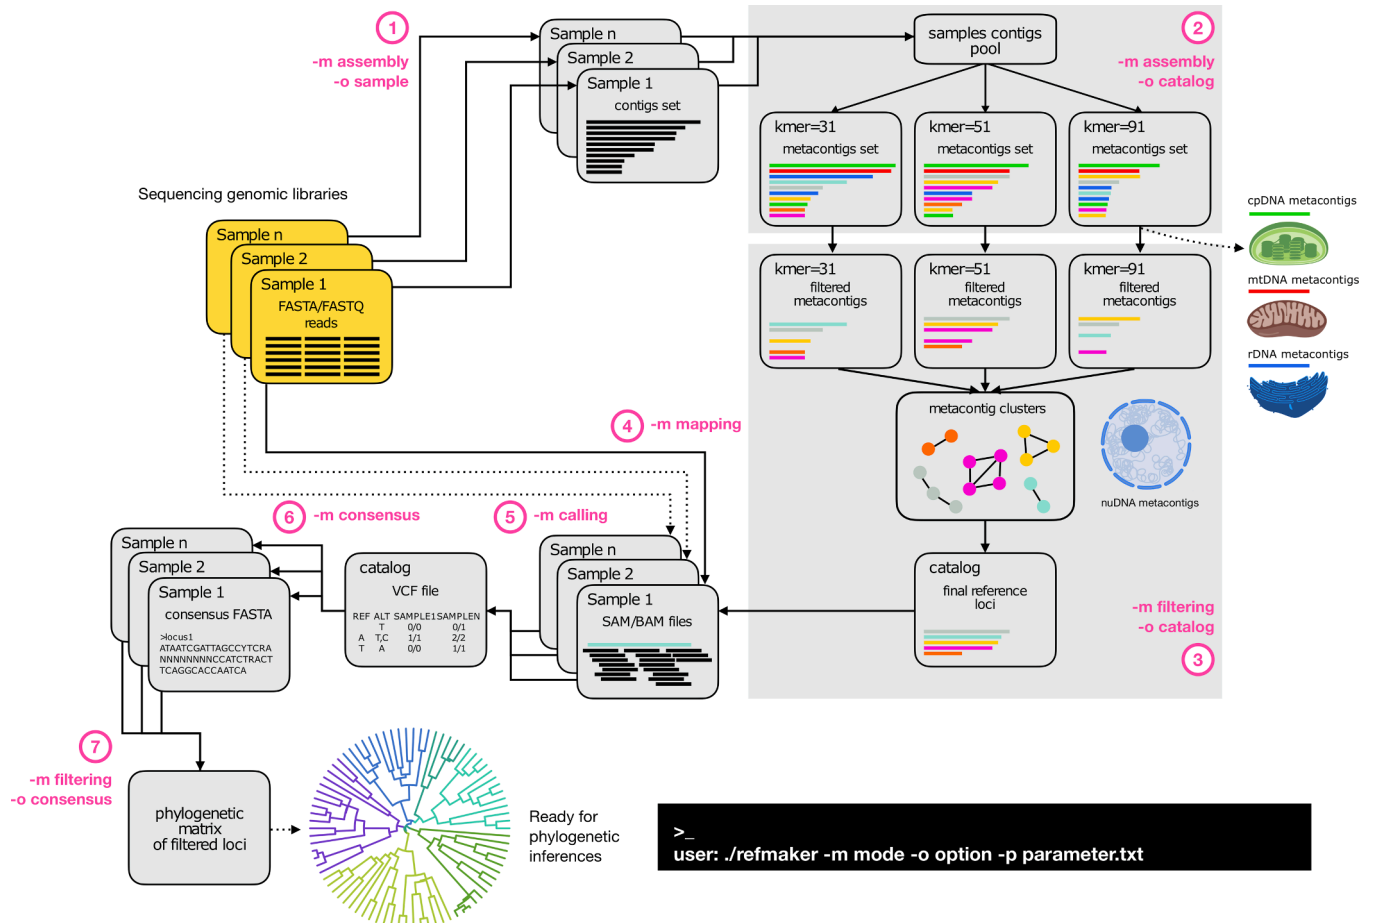 1
-m assembly
-o sample
Sample n
Sample 2
Sample 1
contigs set
samples contigs
pool
2
-m assembly
-o catalog
kmer=31
metacontigs set
kmer=51
metacontigs set
kmer=91
metacontigs set
Sequencing genomic libraries
Sample n
Sample 2
Sample 1
FASTA/FASTQ
reads
cpDNA metacontigs
mtDNA metacontigs
rDNA metacontigs
kmer=31
filtered
metacontigs
kmer=51
filtered
metacontigs
kmer=91
filtered
metacontigs
metacontig clusters
nuDNA metacontigs
4
-m mapping
6
-m consensus
5
-m calling
Sample n
Sample 2
Sample 1
consensus FASTA
>locus1
ATAATCGATTAGCCYTCRA
NNNNNNNNCCATCTRACT
TCAGGCACCAATCA
catalog
VCF file
REF ALT SAMPLE1SAMPLEN
T 0/0 0/1
A T,C 1/1 2/2
T A 0/0 1/1
Sample n
Sample 2
Sample 1
SAM/BAM files
catalog
final reference
loci
-m filtering
-o catalog
3
7
-m filtering
-o consensus
phylogenetic
matrix
of filtered loci
Ready for
phylogenetic
inferences
>_
user: ./refmaker -m mode -o option -p parameter.txt